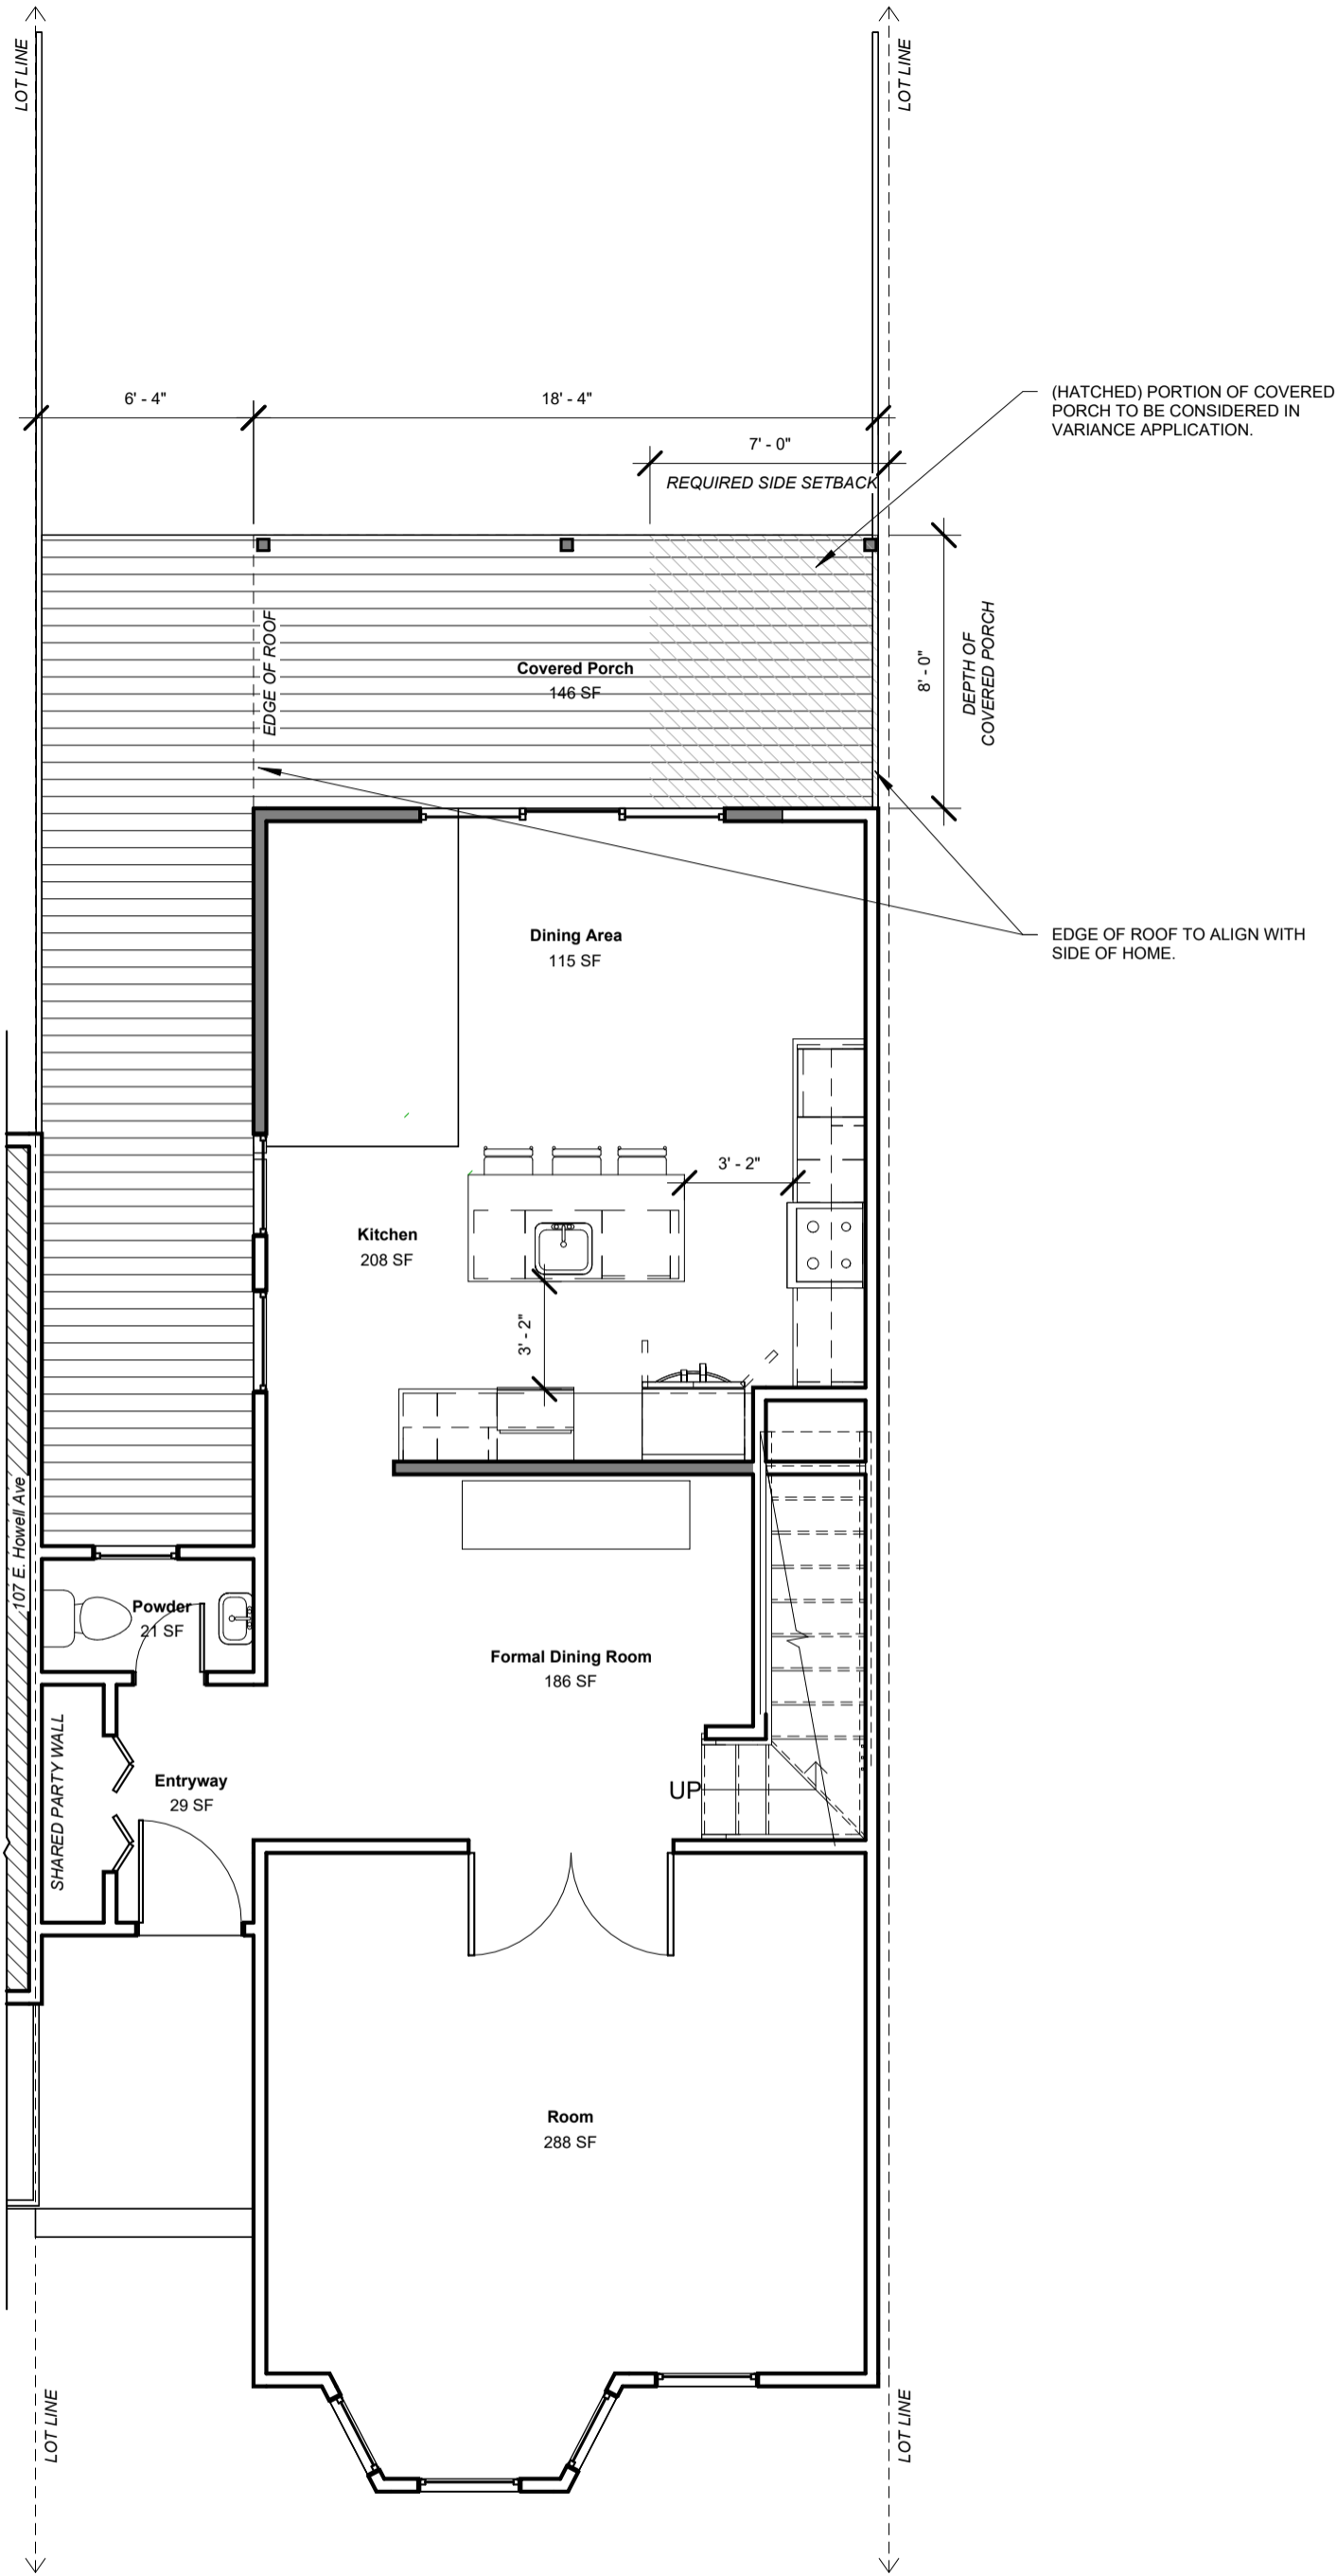 LOT LINE
LOT LINE
6' - 4"
18' - 4"
(HATCHED) PORTION OF COVERED
PORCH TO BE CONSIDERED IN
VARIANCE APPLICATION.
7' - 0"
REQUIRED SIDE SETBACK
EDGE OF ROOF
Covered Porch
146 SF
8' - 0"
DEPTH OF
COVERED PORCH
Dining Area
115 SF
EDGE OF ROOF TO ALIGN WITH
SIDE OF HOME.
3' - 2"
Kitchen
208 SF
3' - 2"
107 E. Howell Ave
Powder
21 SF
Formal Dining Room
186 SF
SHARED PARTY WALL
Entryway
29 SF
UP
Room
288 SF
LOT LINE
LOT LINE